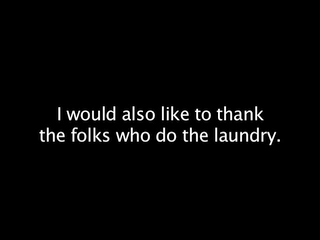 I would also like to thank
the folks who do the laundry.